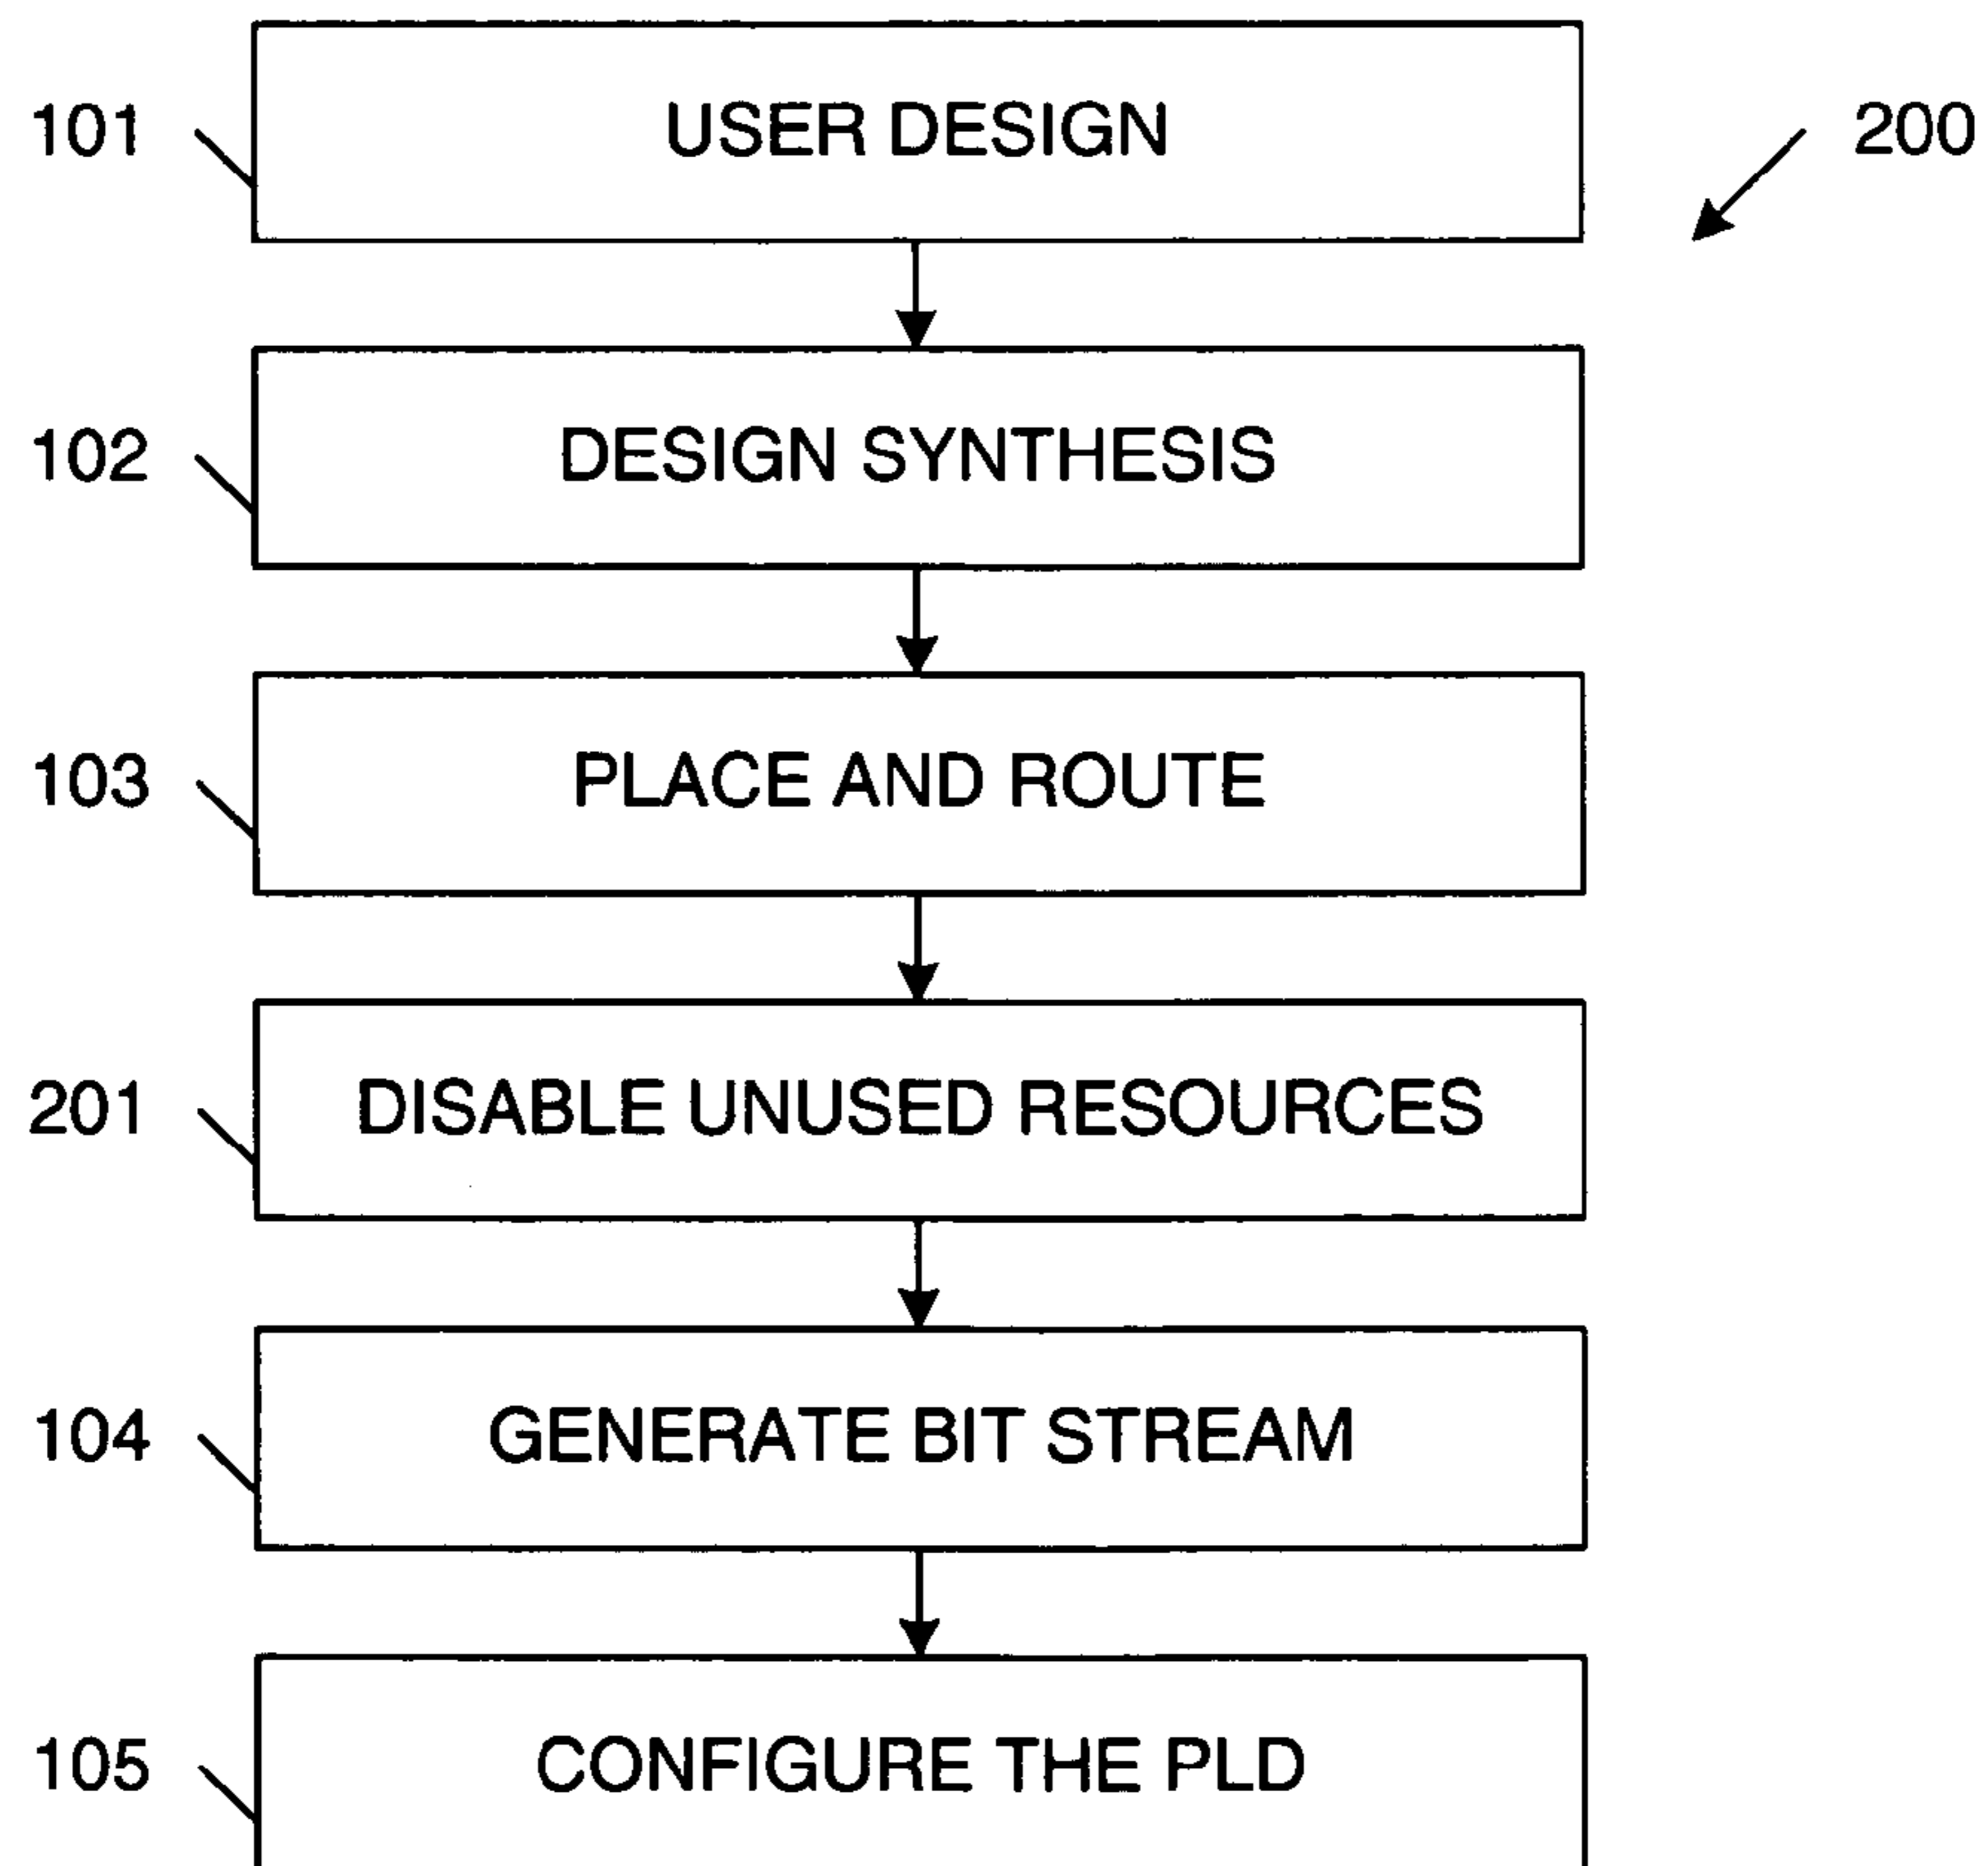 101
USER DESIGN
200
102
DESIGN SYNTHESIS
103
PLACE AND ROUTE
201
DISABLE UNUSED RESOURCES
104
GENERATE BIT STREAM
105
CONFIGURE THE PLD